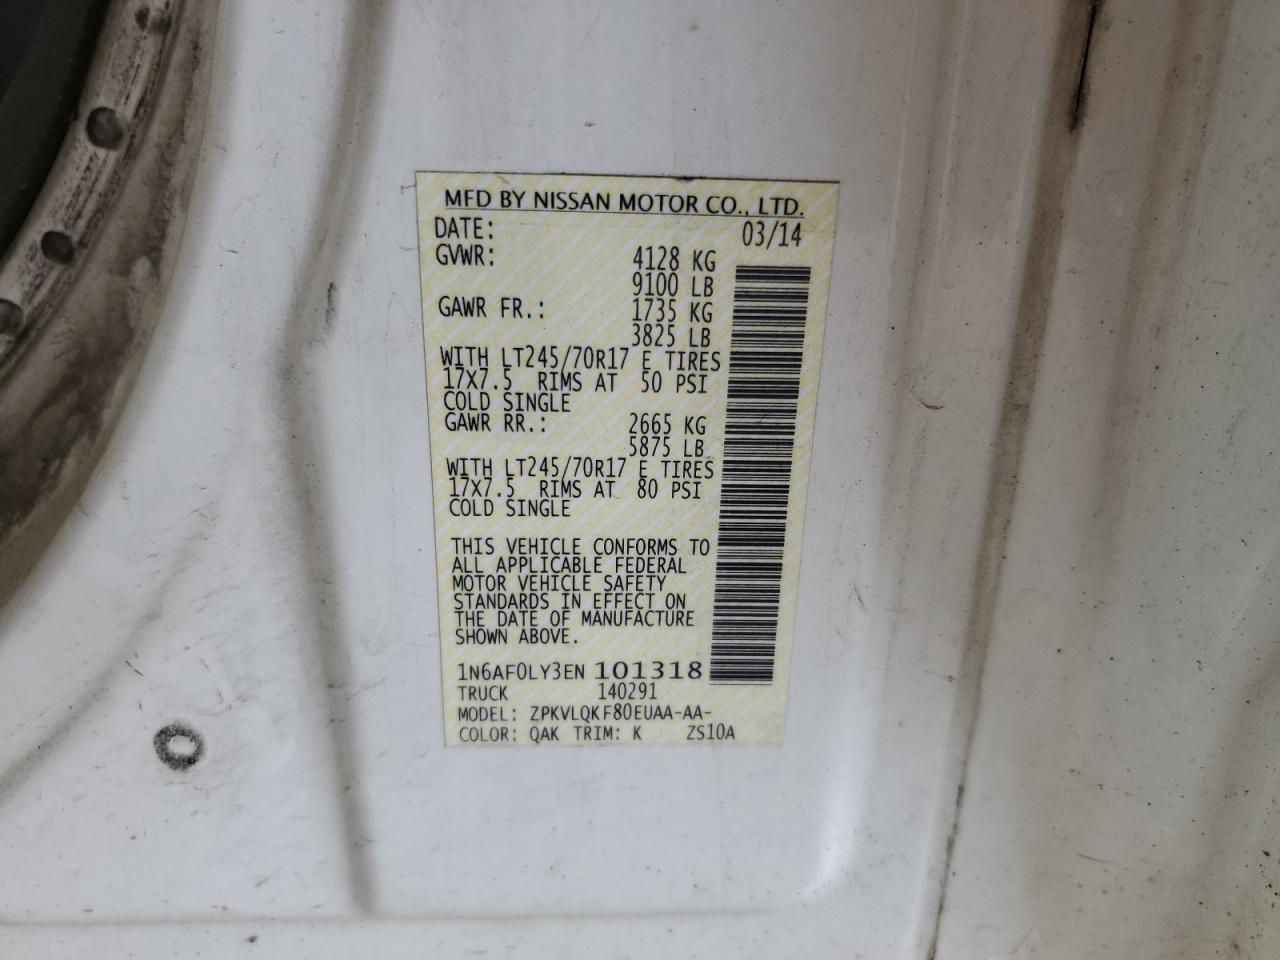 MFD BY NISSAN MOTOR CO., LTD.
DATE: 03/14
GVWR: 4128 KG
9100 LB
GAWR FR.: 1735 KG
3825 LB
WITH LT245/70R17 E TIRES
17X7.5 RIMS AT 50 PSI
COLD SINGLE
GAWR RR.: 2665 KG
5875 LB
WITH LT245/70R17 E TIRES
17X7.5 RIMS AT 80 PSI
COLD SINGLE
THIS VEHICLE CONFORMS TO
ALL APPLICABLE FEDERAL
MOTOR VEHICLE SAFETY
STANDARDS IN EFFECT ON
THE DATE OF MANUFACTURE
SHOWN ABOVE.
1N6AF0LY3EN 101318
TRUCK 140291
MODEL: ZPKVLQKF80EUAA-AA-
COLOR: QAK TRIM: K ZS10A